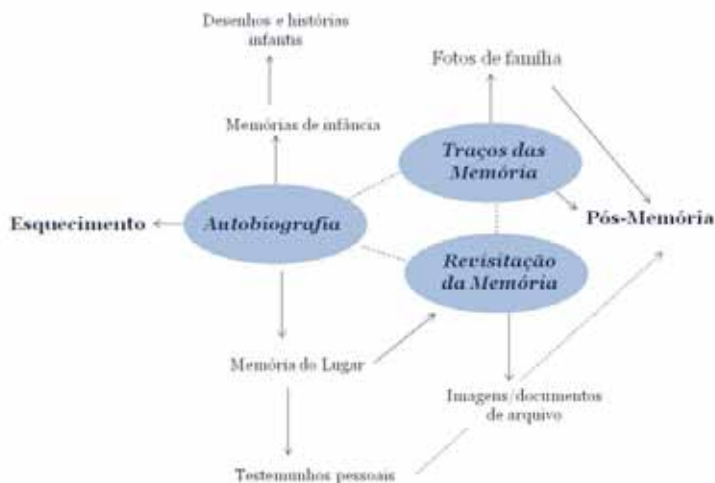 Desenhos e histórias
infantis
Fotos de família
Memórias de infância
Traços das
Memória
Esquecimento
Autobiografia
Pós-Memória
Revisitação
da Memória
Memória do Lugar
Imagens/documentos
de arquivo
Testemunhos pessoais